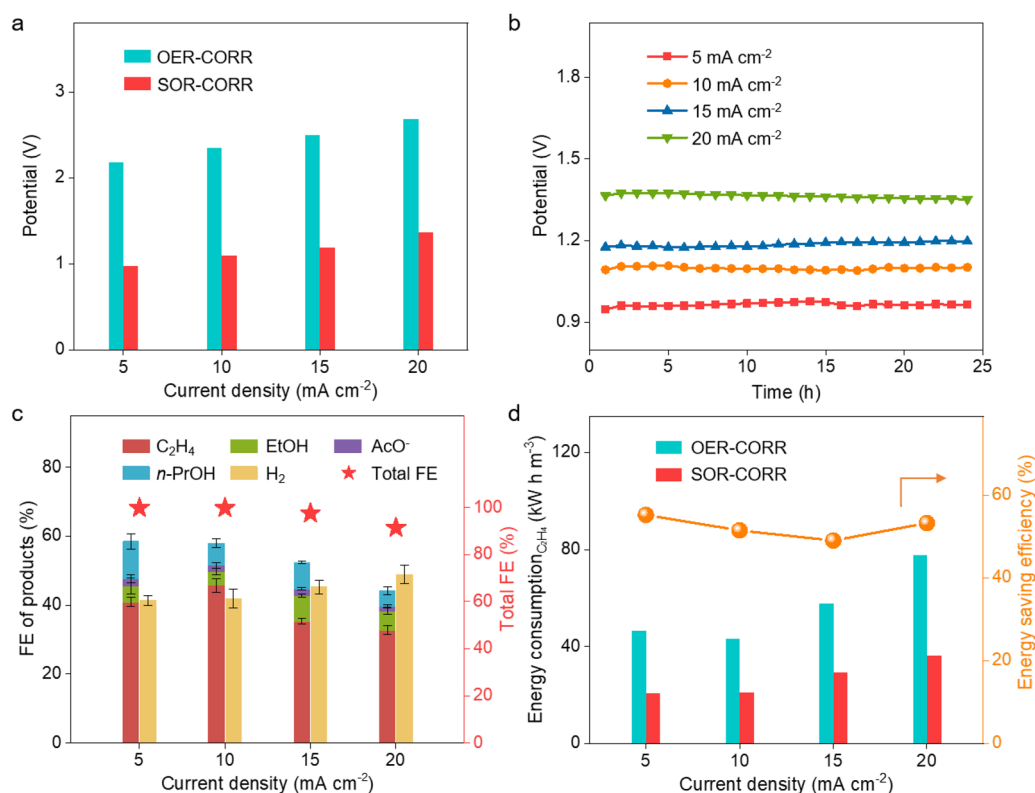 a
OER-CORR
SOR-CORR
Potential (V)
3
2
1
0
5
10
15
20
Current density (mA cm⁻²)
b
5 mA cm⁻²
10 mA cm⁻²
15 mA cm⁻²
20 mA cm⁻²
Potential (V)
1.8
1.5
1.2
0.9
0
5
10
15
20
25
Time (h)
c
C₂H₄
EtOH
AcO⁻
n-PrOH
H₂
Total FE
FE of products (%)
80
60
40
20
0
Total FE (%)
100
80
60
40
20
0
5
10
15
20
Current density (mA cm⁻²)
d
OER-CORR
SOR-CORR
Energy consumption C₂H₄ (kW h m⁻³)
120
80
40
0
Energy saving efficiency (%)
60
40
20
0
5
10
15
20
Current density (mA cm⁻²)